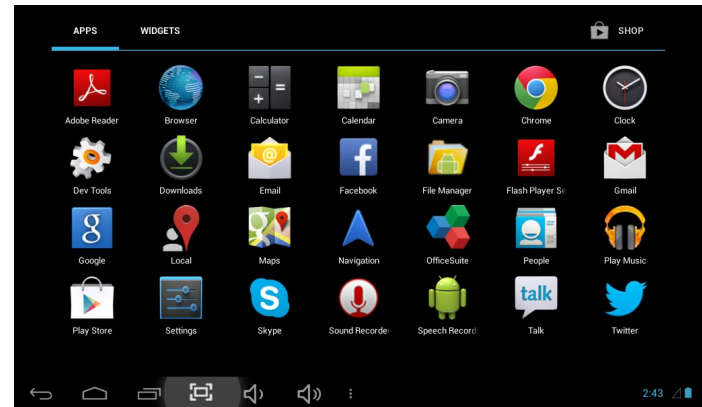 APPS WIDGETS SHOP
Adobe Reader Browser Calculator Calendar Camera Chrome Clock
Dev Tools Downloads Email Facebook File Manager Flash Player Se Gmail
Google Local Maps Navigation OfficeSuite People Play Music
talk
Play Store Settings Skype Sound Recorde Speech Record Talk Twitter
2:43